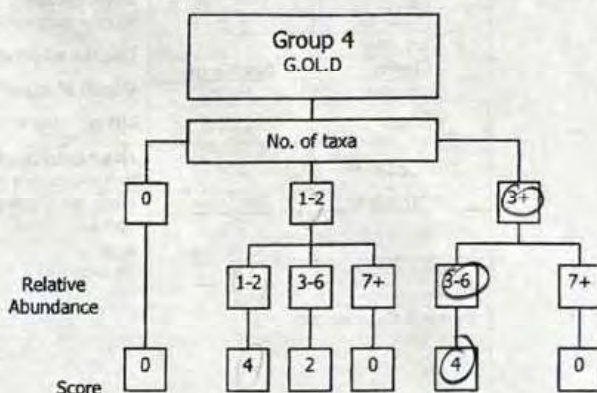 Group 4
G.OL.D
No. of taxa
0 1-2 3+
Relative
Abundance
1-2 3-6 7+ 3-6 7+
Score
0 4 2 0 4 0